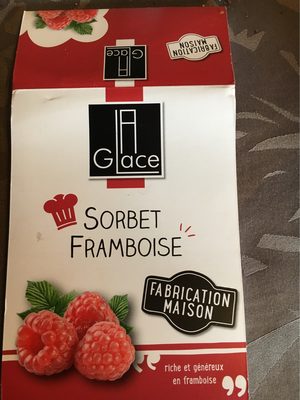 LA
Glace
FABRICATION
MAISON
LA
Glace
SORBET
FRAMBOISE
FABRICATION
MAISON
riche et généreux
en framboise